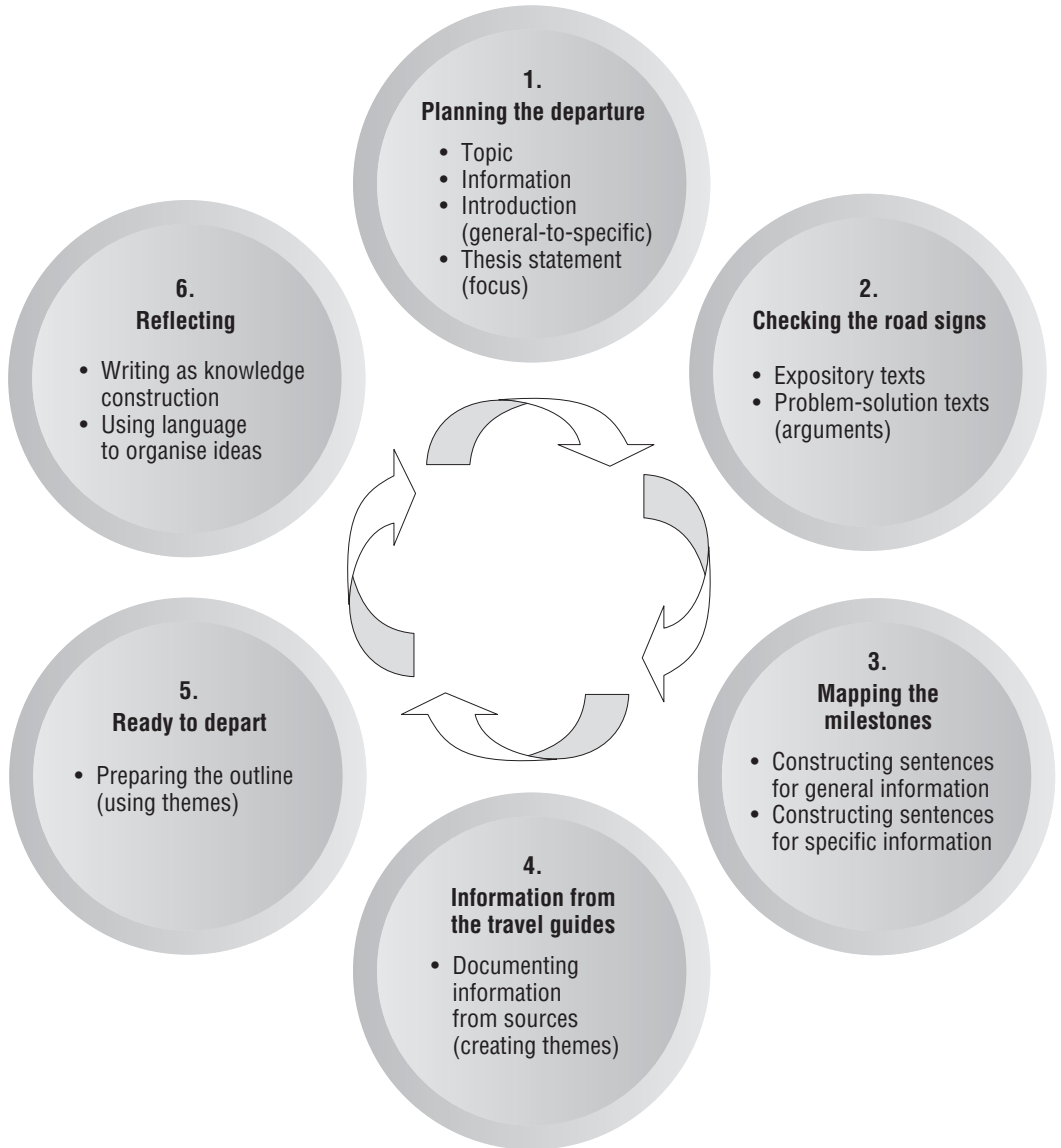 1.
Planning the departure
• Topic
• Information
• Introduction
(general-to-specific)
• Thesis statement
(focus)
2.
Checking the road signs
• Expository texts
• Problem-solution texts
(arguments)
3.
Mapping the
milestones
• Constructing sentences
for general information
• Constructing sentences
for specific information
4.
Information from
the travel guides
• Documenting
information
from sources
(creating themes)
5.
Ready to depart
• Preparing the outline
(using themes)
6.
Reflecting
• Writing as knowledge
construction
• Using language
to organise ideas